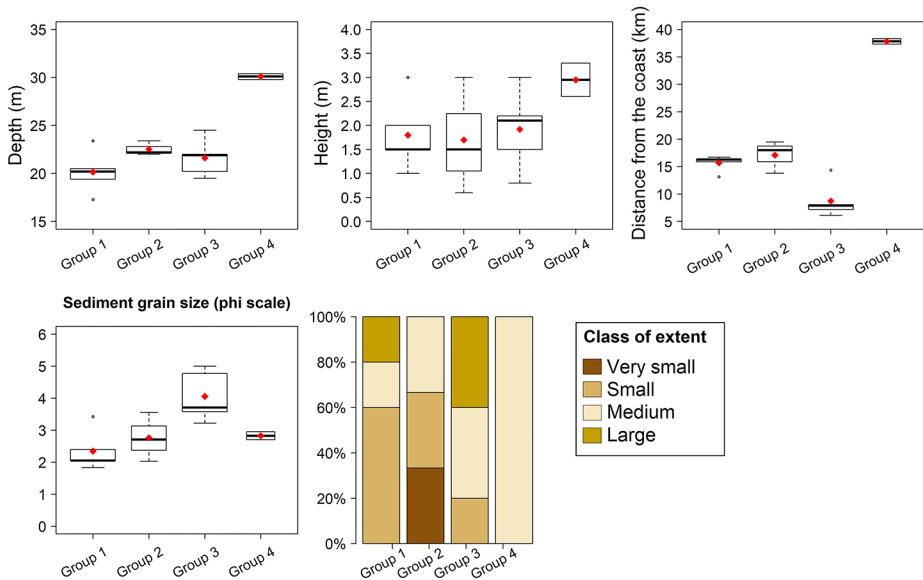 Depth (m)
35
30
25
20
15
Group 1
Group 2
Group 3
Group 4
Height (m)
4.0
3.5
3.0
2.5
2.0
1.5
1.0
0.5
0.0
Group 1
Group 2
Group 3
Group 4
Distance from the coast (km)
40
35
30
25
20
15
10
5
Group 1
Group 2
Group 3
Group 4
Sediment grain size (phi scale)
6
5
4
3
2
1
0
Group 1
Group 2
Group 3
Group 4
100%
80%
60%
40%
20%
0%
Group 1
Group 2
Group 3
Group 4
Class of extent
Very small
Small
Medium
Large